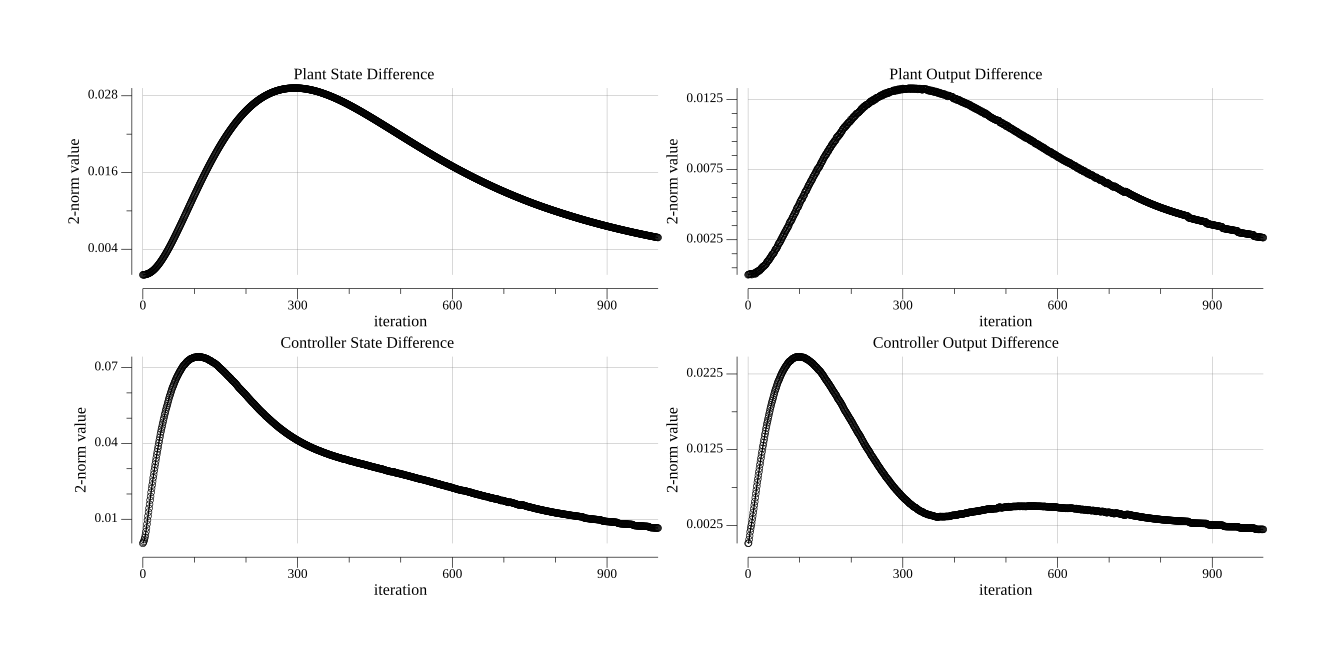 Plant State Difference
2-norm value
0.028
0.016
0.004
0 300 600 900
iteration
Plant Output Difference
2-norm value
0.0125
0.0075
0.0025
0 300 600 900
iteration
Controller State Difference
2-norm value
0.07
0.04
0.01
0 300 600 900
iteration
Controller Output Difference
2-norm value
0.0225
0.0125
0.0025
0 300 600 900
iteration